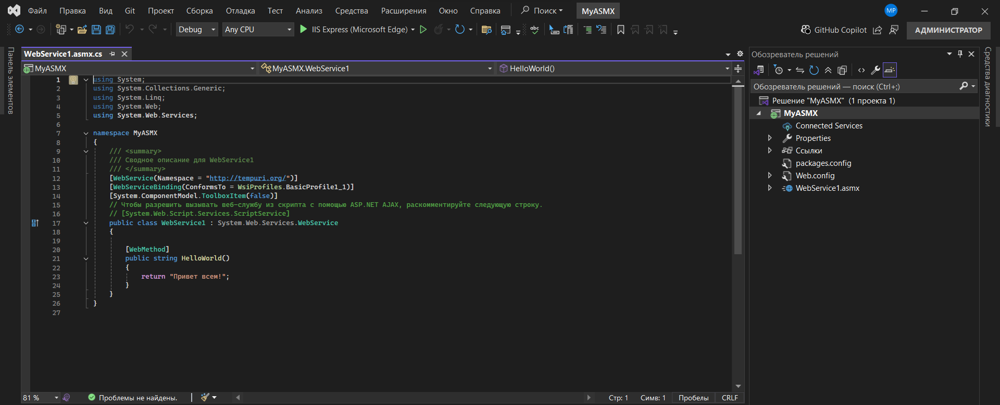 Файл Правка Вид Git Проект Сборка Отладка Тест Анализ Средства Расширения Окно Справка Поиск MyASMX MP
Debug Any CPU IIS Express (Microsoft Edge) abc GitHub Copilot АДМИНИСТРАТОР
Панель элементов
WebService1.asmx.cs
MyASMX MyASMX.WebService1 HelloWorld()
1 using System;
2 using System.Collections.Generic;
3 using System.Linq;
4 using System.Web;
5 using System.Web.Services;
6
7 namespace MyASMX
8 {
9 /// <summary>
10 /// Сводное описание для WebService1
11 /// </summary>
12 [WebService(Namespace = "http://tempuri.org/")]
13 [WebServiceBinding(ConformsTo = WsiProfiles.BasicProfile1_1)]
14 [System.ComponentModel.ToolboxItem(false)]
15 // Чтобы разрешить вызывать веб-службу из скрипта с помощью ASP.NET AJAX, раскомментируйте следующую строку.
16 // [System.Web.Script.Services.ScriptService]
17 public class WebService1 : System.Web.Services.WebService
18 {
19
20 [WebMethod]
21 public string HelloWorld()
22 {
23 return "Привет всем!";
24 }
25 }
26 }
27
81 % Проблемы не найдены. Стр: 1 Симв: 1 Пробелы CRLF
Обозреватель решений
Обозреватель решений — поиск (Ctrl+;)
Решение "MyASMX" (1 проекта 1)
MyASMX
Connected Services
Properties
Ссылки
packages.config
Web.config
WebService1.asmx
Средства диагностики